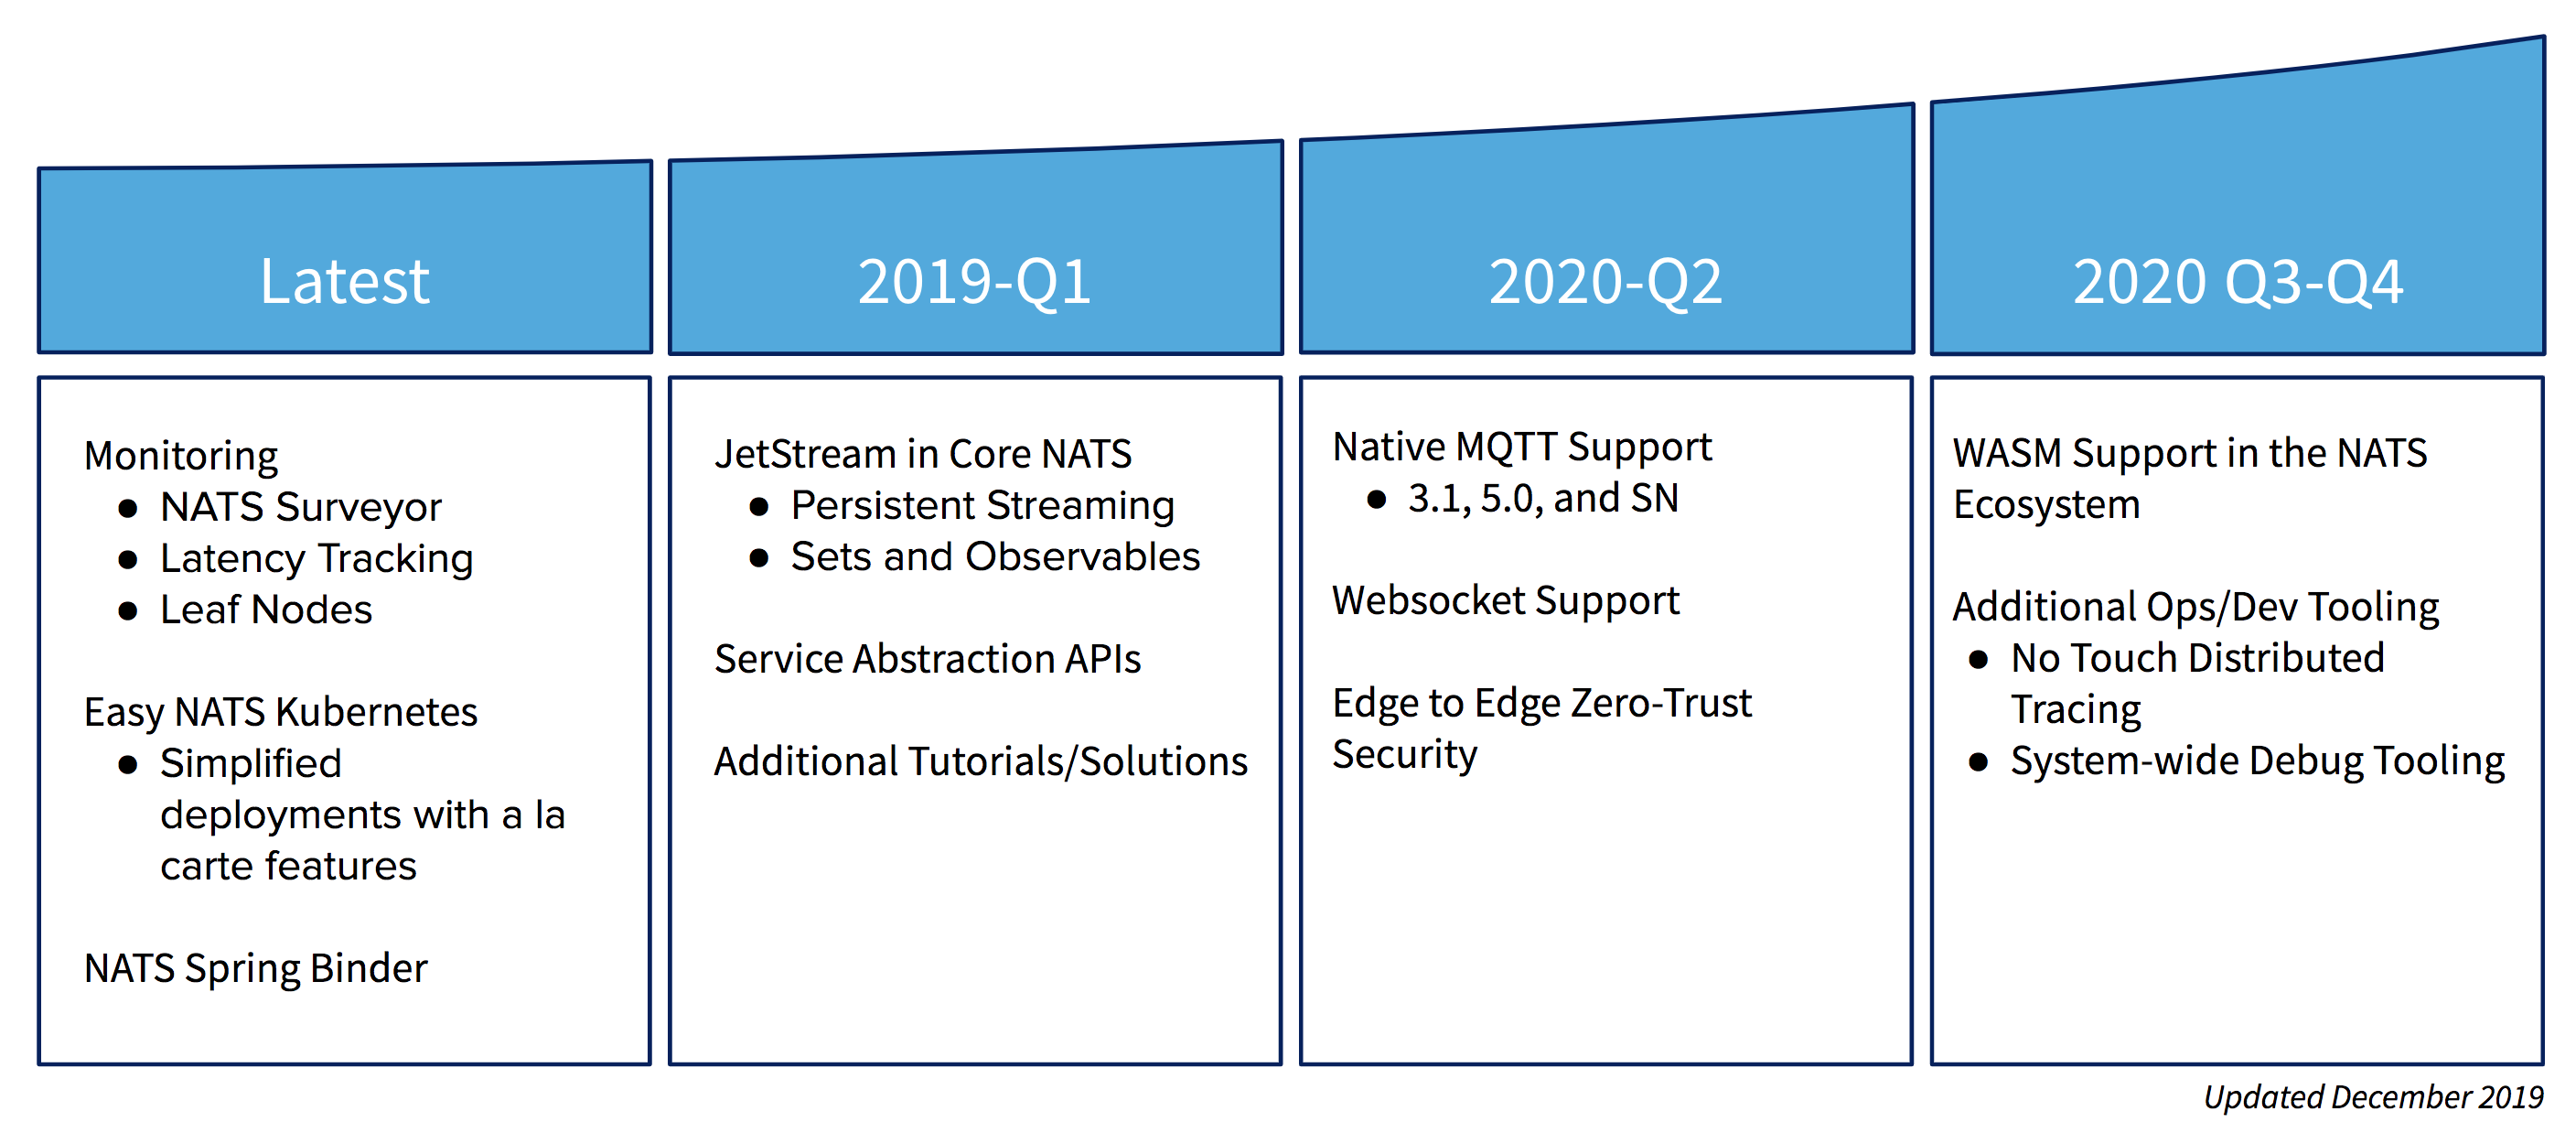 Latest
Monitoring
● NATS Surveyor
● Latency Tracking
● Leaf Nodes
Easy NATS Kubernetes
● Simplified
deployments with a la
carte features
NATS Spring Binder
2019-Q1
JetStream in Core NATS
● Persistent Streaming
● Sets and Observables
Service Abstraction APIs
Additional Tutorials/Solutions
2020-Q2
Native MQTT Support
● 3.1, 5.0, and SN
Websocket Support
Edge to Edge Zero-Trust
Security
2020 Q3-Q4
WASM Support in the NATS
Ecosystem
Additional Ops/Dev Tooling
● No Touch Distributed
Tracing
● System-wide Debug Tooling
Updated December 2019